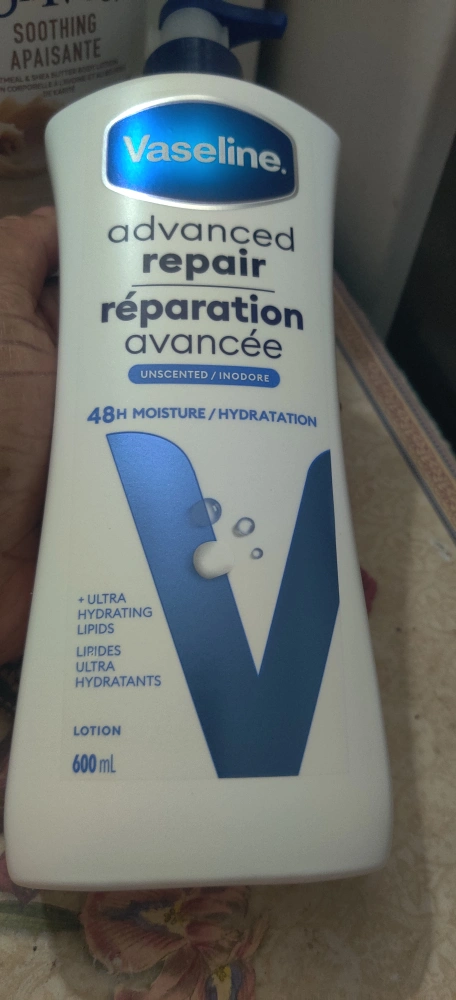 SOOTHING
APAISANTE
Vaseline.
advanced
repair
réparation
avancée
UNSCENTED / INODORE
48H MOISTURE / HYDRATATION
+ ULTRA
HYDRATING
LIPIDS
LIPIDES
ULTRA
HYDRATANTS
LOTION
600 mL